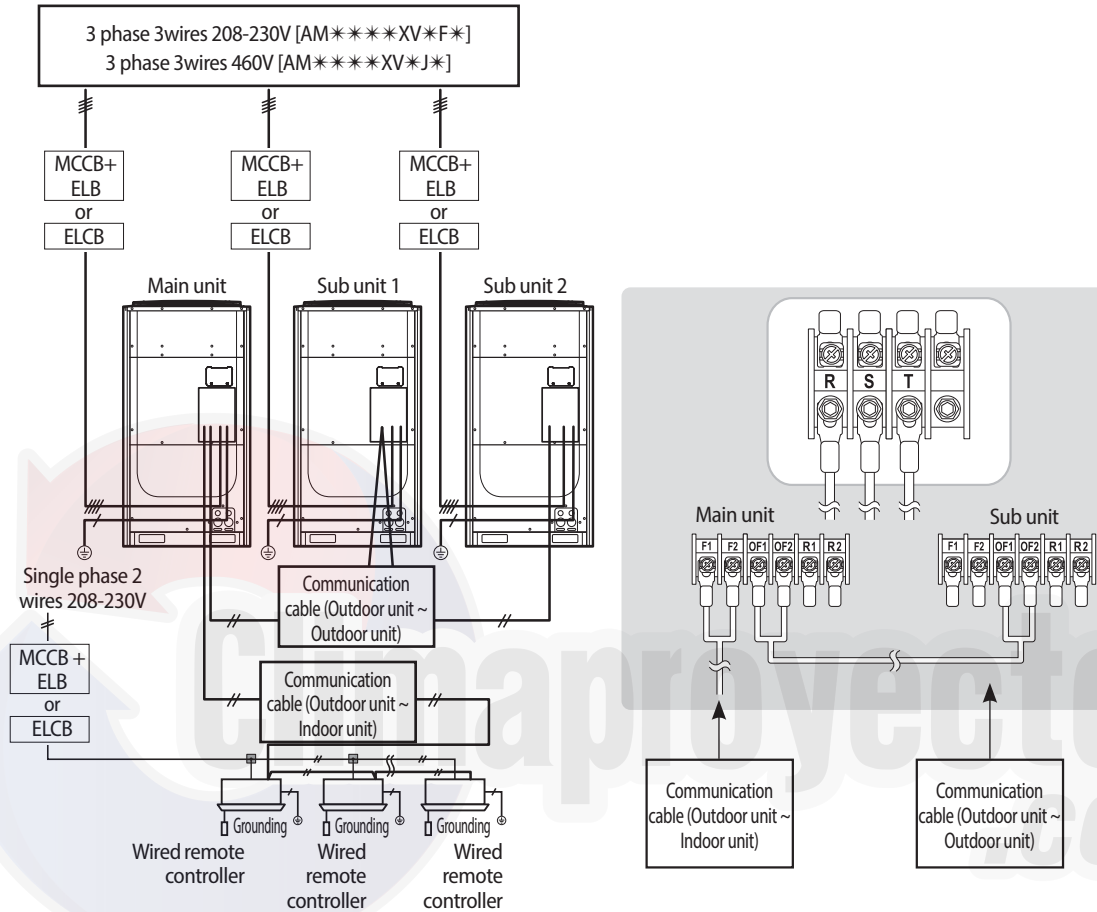 3 phase 3wires 208-230V [AM✴✴✴✴XV✴F✴]
3 phase 3wires 460V [AM✴✴✴✴XV✴J✴]
MCCB+
ELB
or
ELCB
MCCB+
ELB
or
ELCB
MCCB+
ELB
or
ELCB
Main unit
Sub unit 1
Sub unit 2
Single phase 2
wires 208-230V
MCCB +
ELB
or
ELCB
Communication
cable (Outdoor unit ~
Outdoor unit)
Communication
cable (Outdoor unit ~
Indoor unit)
Grounding
Grounding
Grounding
Wired remote
controller
Wired
remote
controller
Wired
remote
controller
R S T
Main unit
F1 F2 OF1 OF2 R1 R2
Sub unit
F1 F2 OF1 OF2 R1 R2
Communication
cable (Outdoor unit ~
Indoor unit)
Communication
cable (Outdoor unit ~
Outdoor unit)
Climaproyecto
.co